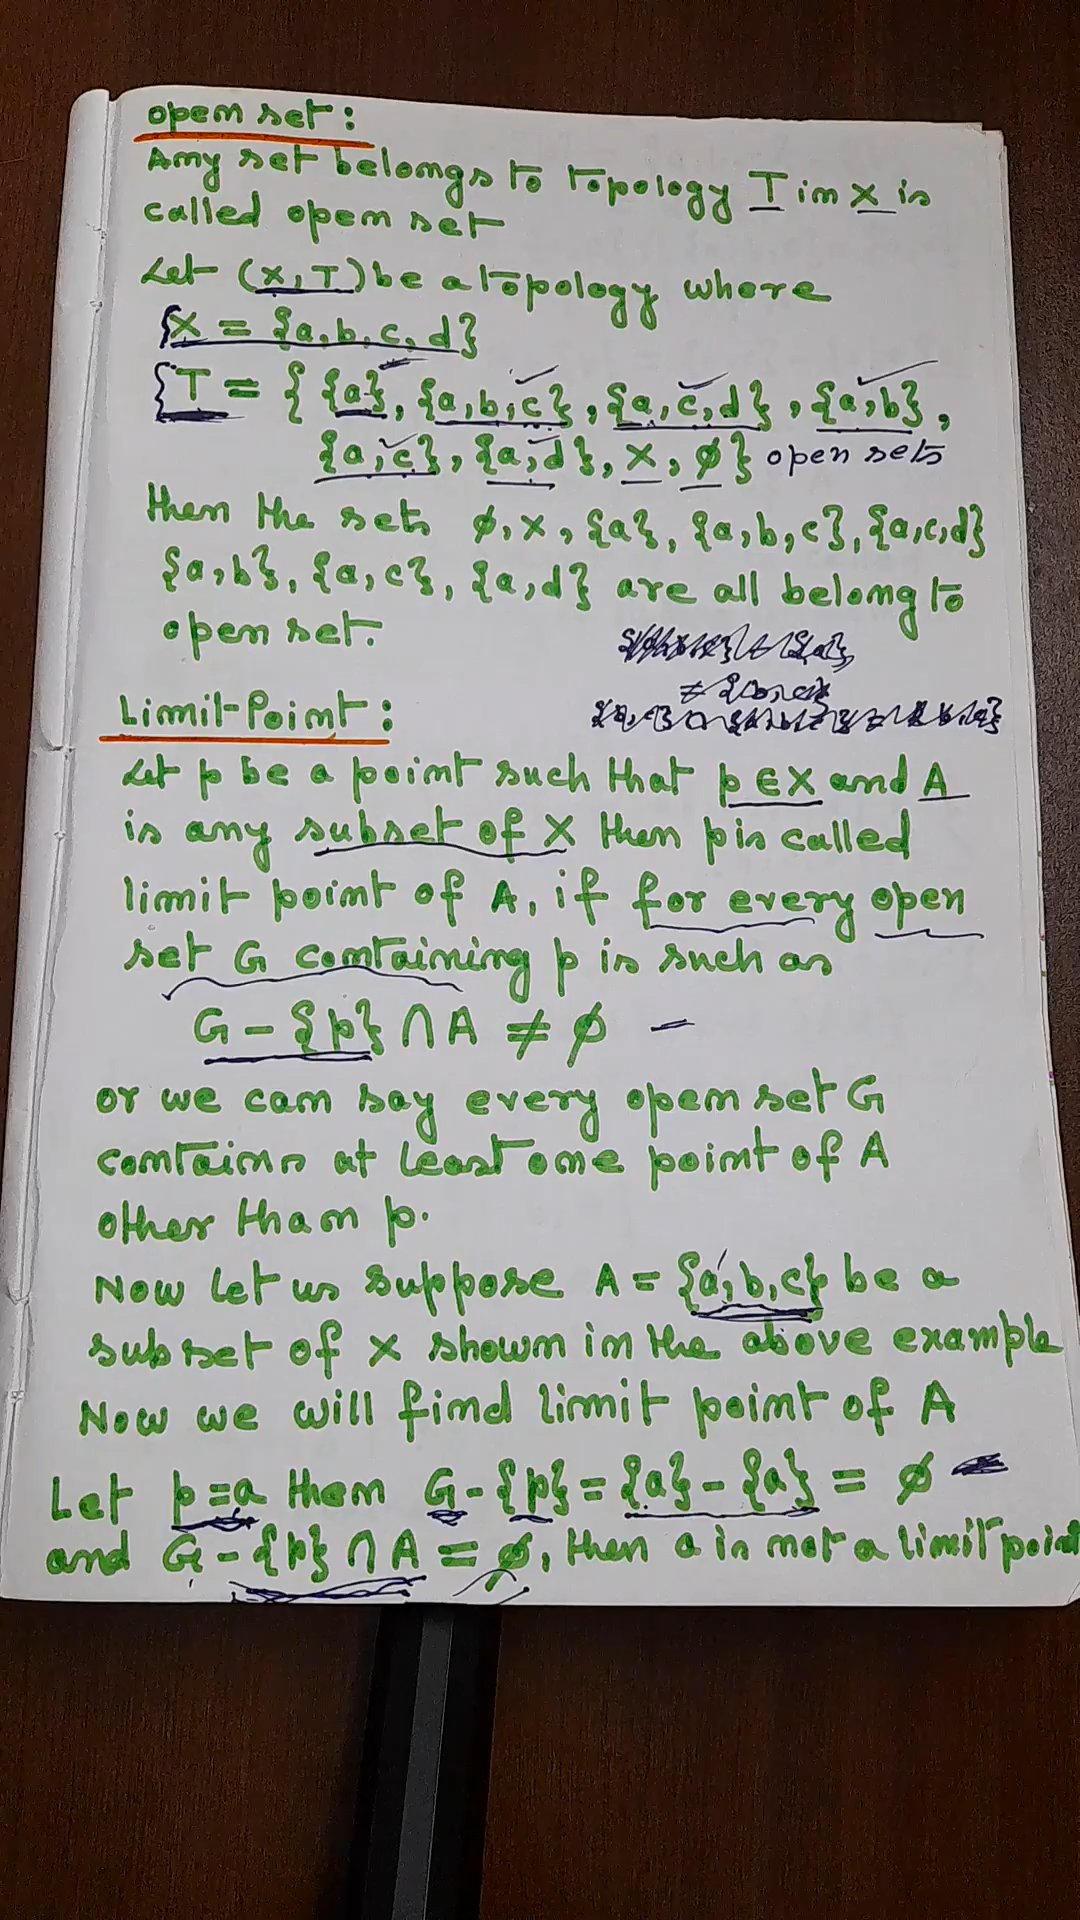 open set :
Any set belongs to topology T in X is
called open set
Let (X, T) be a topology where
X = {a, b, c, d}
{T = { {a}, {a, b, c}, {a, c, d}, {a, b},
{a, c}, {a, d}, X, φ} open sets
then the sets φ, X, {a}, {a, b, c}, {a, c, d}
{a, b}, {a, c}, {a, d} are all belong to
open set.
Limit-Point :
Let p be a point such that p ∈ X and A
is any subset of X then p is called
limit point of A, if for every open
set G containing p is such as
G - {p} ∩ A ≠ φ
or we can say every open set G
contains at least one point of A
other than p.
Now let us suppose A = {a, b, c} be a
subset of X shown in the above example
Now we will find limit point of A
Let p = a then G - {p} = {a} - {a} = φ
and G - {p} ∩ A = φ, then a is not a limit point